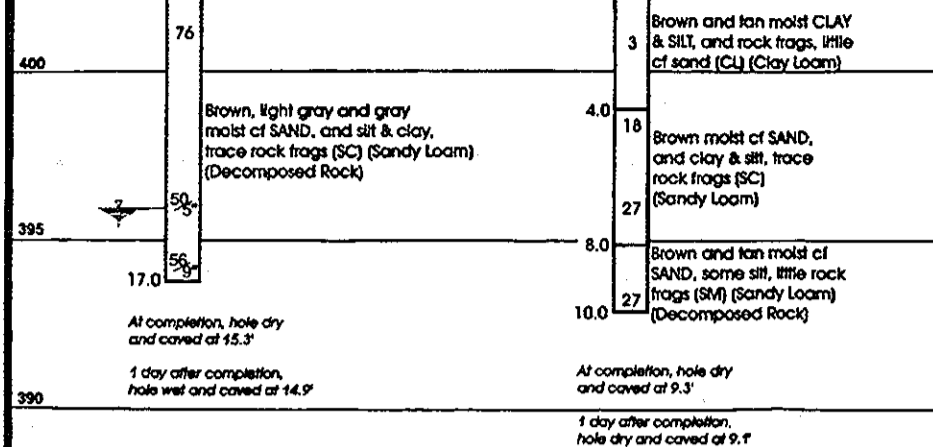 76
400
Brown, light gray and gray
moist cf SAND, and silt & clay,
trace rock frags (SC) (Sandy Loam)
(Decomposed Rock)
50
5"
395
56
9"
17.0
At completion, hole dry
and caved at 15.3'
1 day after completion,
hole wet and caved at 14.9'
390
3
Brown and tan moist CLAY
& SILT, and rock frags, little
cf sand (CL) (Clay Loam)
4.0
18
Brown moist cf SAND,
and clay & silt, trace
rock frags (SC)
(Sandy Loam)
27
8.0
Brown and tan moist cf
SAND, some silt, little rock
frags (SM) (Sandy Loam)
(Decomposed Rock)
27
10.0
At completion, hole dry
and caved at 9.3'
1 day after completion,
hole dry and caved at 9.1'